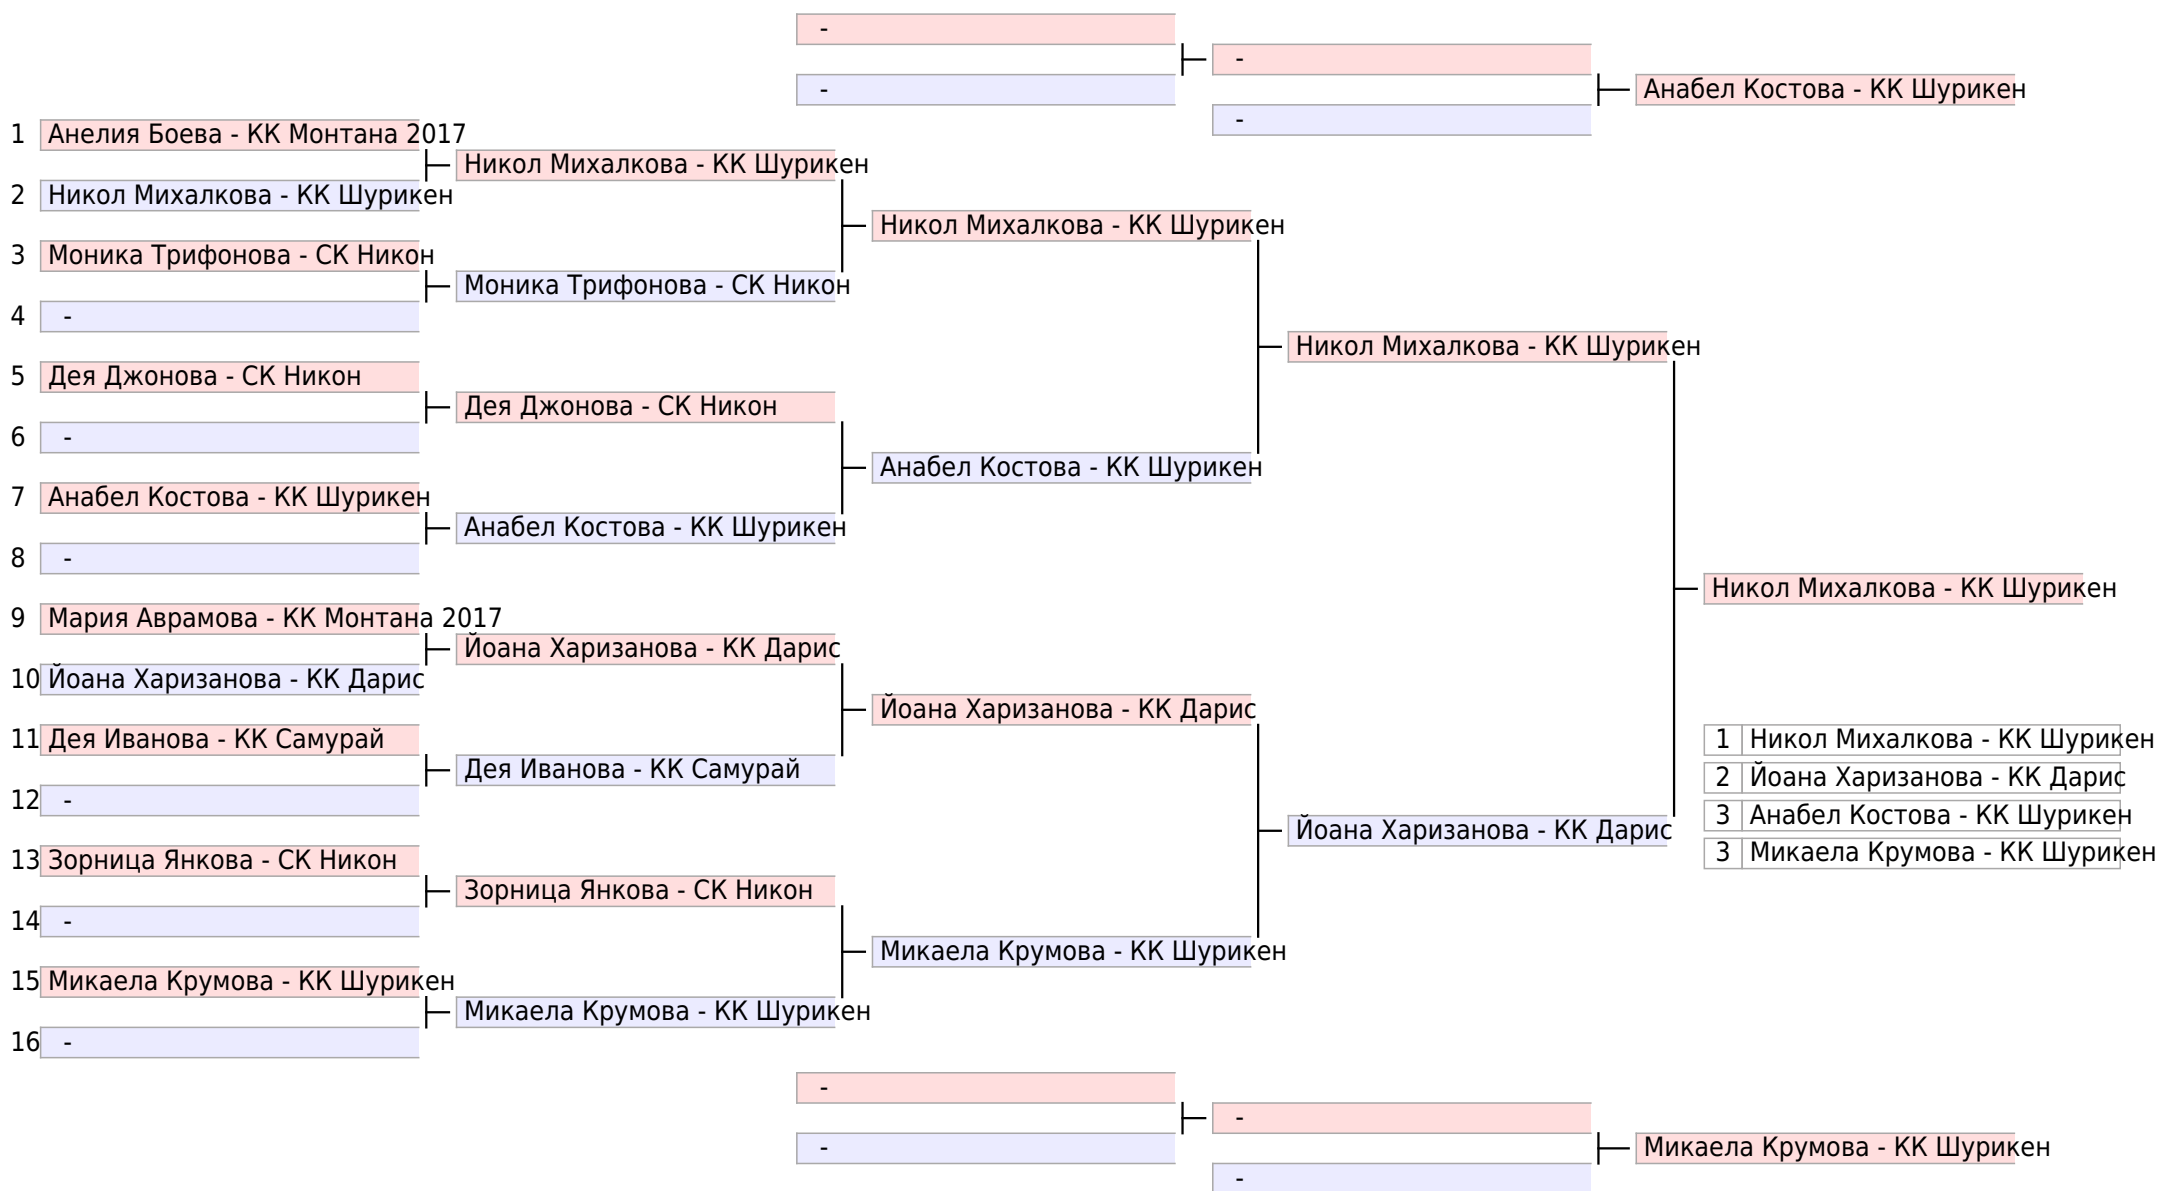 -
-
-
-
Анабел Костова - КК Шурикен
1 Анелия Боева - КК Монтана 2017
Никол Михалкова - КК Шурикен
2 Никол Михалкова - КК Шурикен
Никол Михалкова - КК Шурикен
3 Моника Трифонова - СК Никон
Моника Трифонова - СК Никон
4 -
Никол Михалкова - КК Шурикен
5 Дея Джонова - СК Никон
Дея Джонова - СК Никон
6 -
Анабел Костова - КК Шурикен
7 Анабел Костова - КК Шурикен
Анабел Костова - КК Шурикен
8 -
Никол Михалкова - КК Шурикен
9 Мария Аврамова - КК Монтана 2017
Йоана Харизанова - КК Дарис
10 Йоана Харизанова - КК Дарис
Йоана Харизанова - КК Дарис
11 Дея Иванова - КК Самурай
Дея Иванова - КК Самурай
12 -
1 Никол Михалкова - КК Шурикен
2 Йоана Харизанова - КК Дарис
3 Анабел Костова - КК Шурикен
3 Микаела Крумова - КК Шурикен
Йоана Харизанова - КК Дарис
13 Зорница Янкова - СК Никон
Зорница Янкова - СК Никон
14 -
Микаела Крумова - КК Шурикен
15 Микаела Крумова - КК Шурикен
Микаела Крумова - КК Шурикен
16 -
-
-
-
Микаела Крумова - КК Шурикен
-